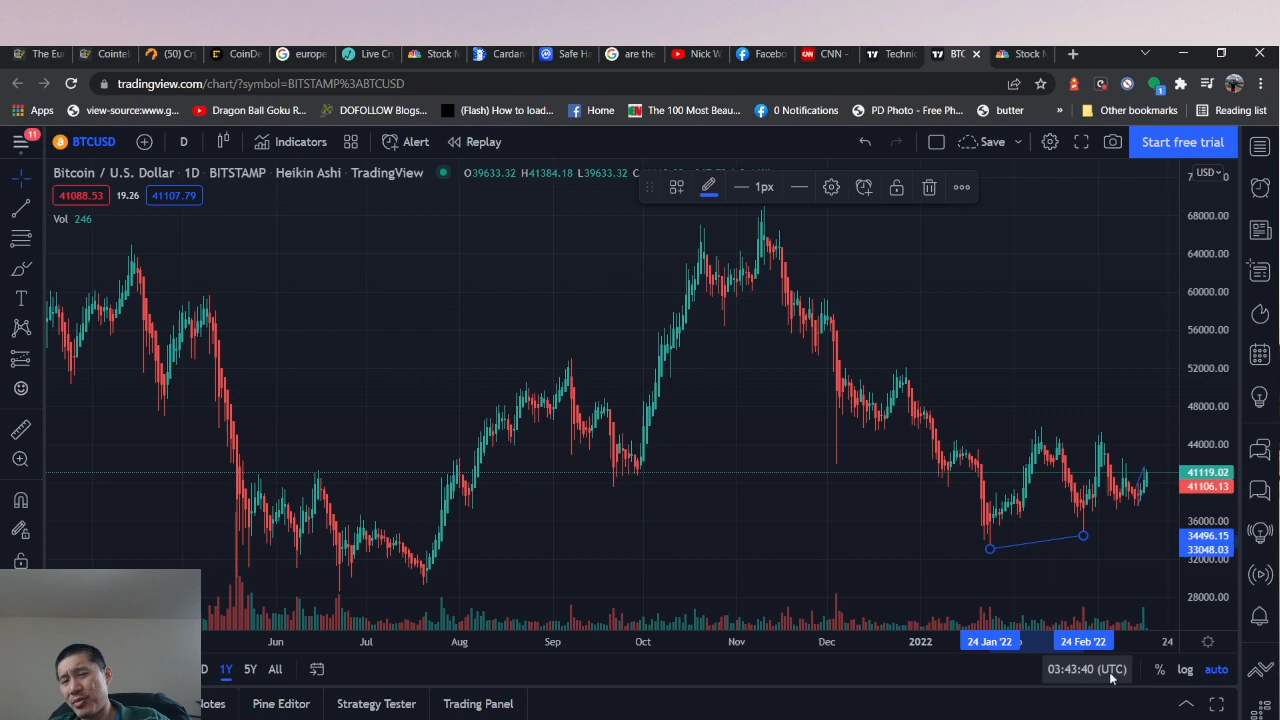 The Eur
Cointel
(50) Cry
CoinDe
europe
Live Cry
Stock M
Cardan
Safe Ha
are the
Nick W
Facebo
CNN -
Technic
BTC
Stock M
tradingview.com/chart/?symbol=BITSTAMP%3ABTCUSD
Apps
view-source:www.g...
Dragon Ball Goku R...
DOFOLLOW Blogs...
(Flash) How to load...
Home
The 100 Most Beau...
0 Notifications
PD Photo - Free Ph...
butter
»
Other bookmarks
Reading list
11
BTCUSD
D
Indicators
Alert
Replay
Save
Start free trial
Bitcoin / U.S. Dollar · 1D · BITSTAMP · Heikin Ashi · TradingView
O39633.32 H41384.18 L39633.32
1px
USD
41088.53 19.26 41107.79
Vol 246
68000.00
64000.00
60000.00
56000.00
52000.00
48000.00
44000.00
41119.02
41106.13
36000.00
34496.15
33048.03
32000.00
28000.00
Jun Jul Aug Sep Oct Nov Dec 2022 24 Jan '22 24 Feb '22 24
D 1Y 5Y All
03:43:40 (UTC) % log auto
Notes Pine Editor Strategy Tester Trading Panel